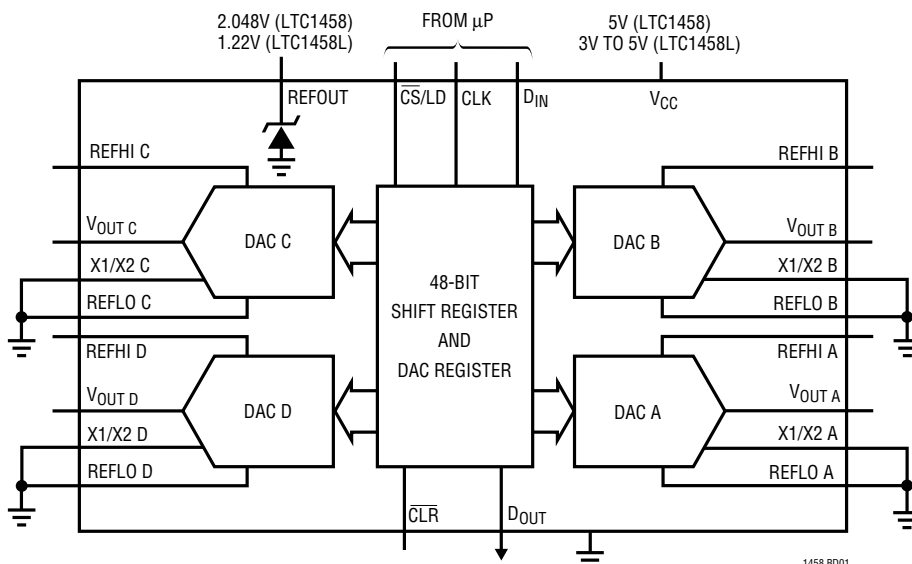 2.048V (LTC1458)
1.22V (LTC1458L)
FROM µP
5V (LTC1458)
3V TO 5V (LTC1458L)
REFOUT
C̅S̅/LD
CLK
DIN
VCC
REFHI C
VOUT C
X1/X2 C
REFLO C
DAC C
REFHI B
VOUT B
X1/X2 B
REFLO B
DAC B
48-BIT
SHIFT REGISTER
AND
DAC REGISTER
REFHI D
VOUT D
X1/X2 D
REFLO D
DAC D
REFHI A
VOUT A
X1/X2 A
REFLO A
DAC A
C̅L̅R̅
DOUT
1458 BD01